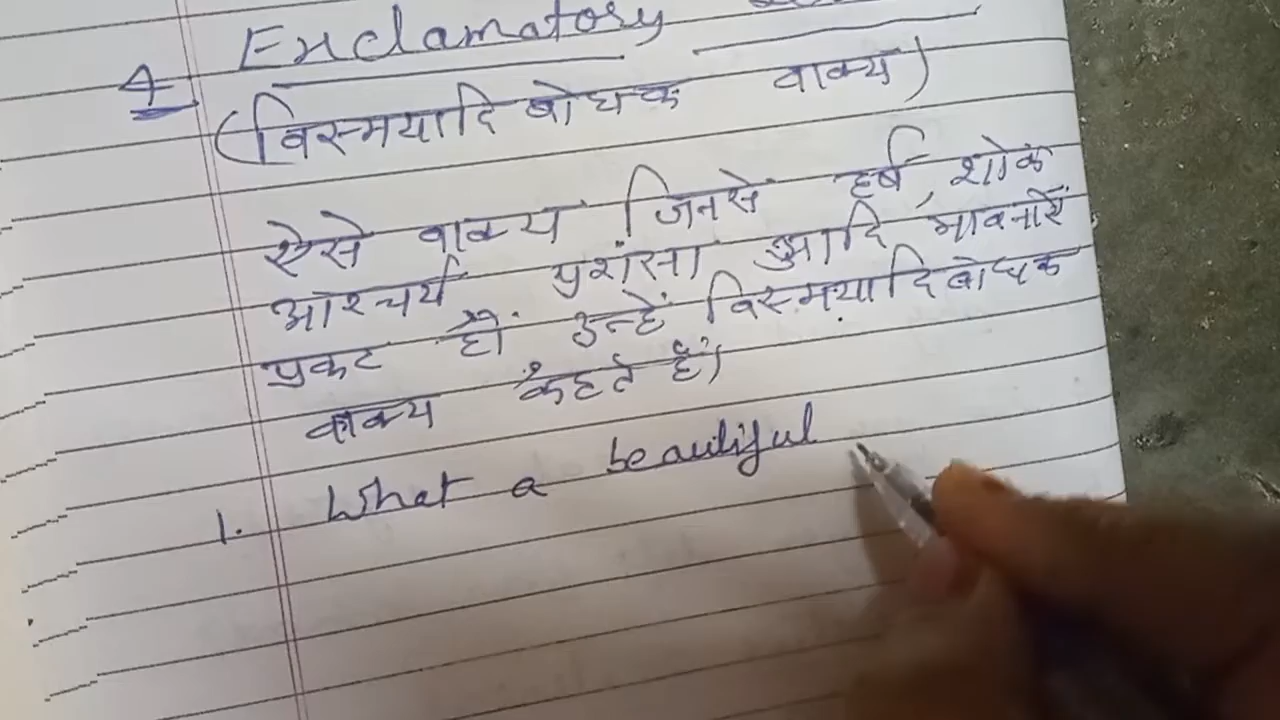 4 Exclamatory
(विस्मयादिबोधक वाक्य)
ऐसे वाक्य जिनसे हर्ष, शोक
आश्चर्य प्रशंसा आदि भावनाएँ
प्रकट हों उन्हें विस्मयादिबोधक
वाक्य कहते हैं।
1. What a beautiful